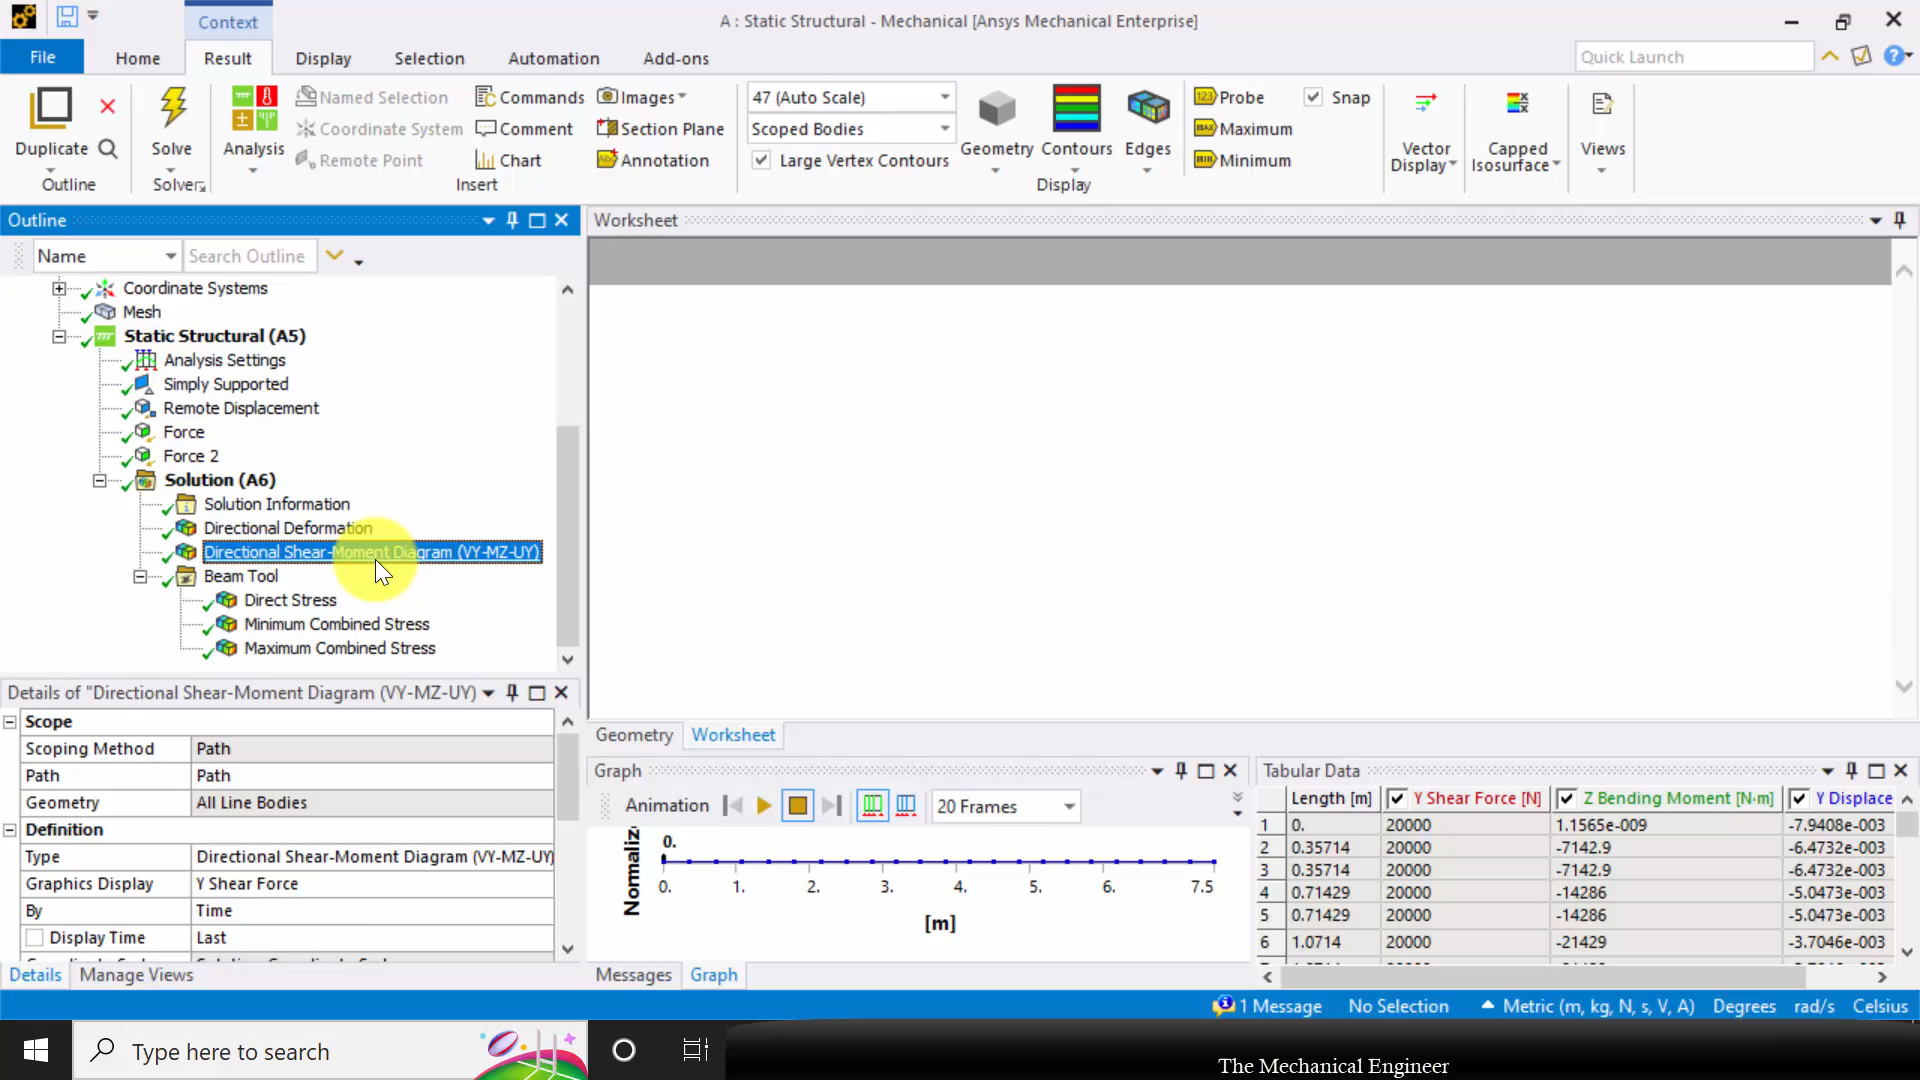 Context
A : Static Structural - Mechanical [Ansys Mechanical Enterprise]
File
Home
Result
Display
Selection
Automation
Add-ons
Quick Launch
Duplicate
Outline
Solve
Solver
Analysis
Named Selection
Coordinate System
Remote Point
Commands
Comment
Chart
Images
Section Plane
Annotation
Insert
47 (Auto Scale)
Scoped Bodies
Large Vertex Contours
Geometry
Contours
Edges
Display
Probe
Maximum
Minimum
Snap
Vector
Display
Capped
Isosurface
Views
Outline
Name
Search Outline
Coordinate Systems
Mesh
Static Structural (A5)
Analysis Settings
Simply Supported
Remote Displacement
Force
Force 2
Solution (A6)
Solution Information
Directional Deformation
Directional Shear-Moment Diagram (VY-MZ-UY)
Beam Tool
Direct Stress
Minimum Combined Stress
Maximum Combined Stress
Details of "Directional Shear-Moment Diagram (VY-MZ-UY)
Scope
Scoping Method Path
Path Path
Geometry All Line Bodies
Definition
Type Directional Shear-Moment Diagram (VY-MZ-UY)
Graphics Display Y Shear Force
By Time
Display Time Last
Details
Manage Views
Worksheet
Geometry
Worksheet
Graph
Animation
20 Frames
Normaliz
0.
0. 1. 2. 3. 4. 5. 6. 7.5
[m]
Messages
Graph
Tabular Data
Length [m] Y Shear Force [N] Z Bending Moment [N·m] Y Displace
1 0. 20000 1.1565e-009 -7.9408e-003
2 0.35714 20000 -7142.9 -6.4732e-003
3 0.35714 20000 -7142.9 -6.4732e-003
4 0.71429 20000 -14286 -5.0473e-003
5 0.71429 20000 -14286 -5.0473e-003
6 1.0714 20000 -21429 -3.7046e-003
1 Message
No Selection
Metric (m, kg, N, s, V, A)
Degrees
rad/s
Celsius
Type here to search
The Mechanical Engineer